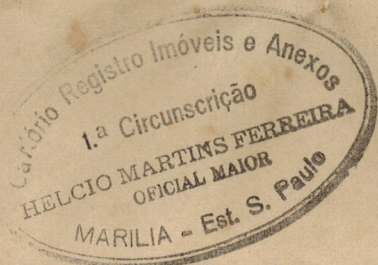 Cartório Registro Imóveis e Anexos
1.ª Circunscrição
HELCIO MARTINS FERREIRA
OFICIAL MAIOR
MARILIA - Est. S. Paulo